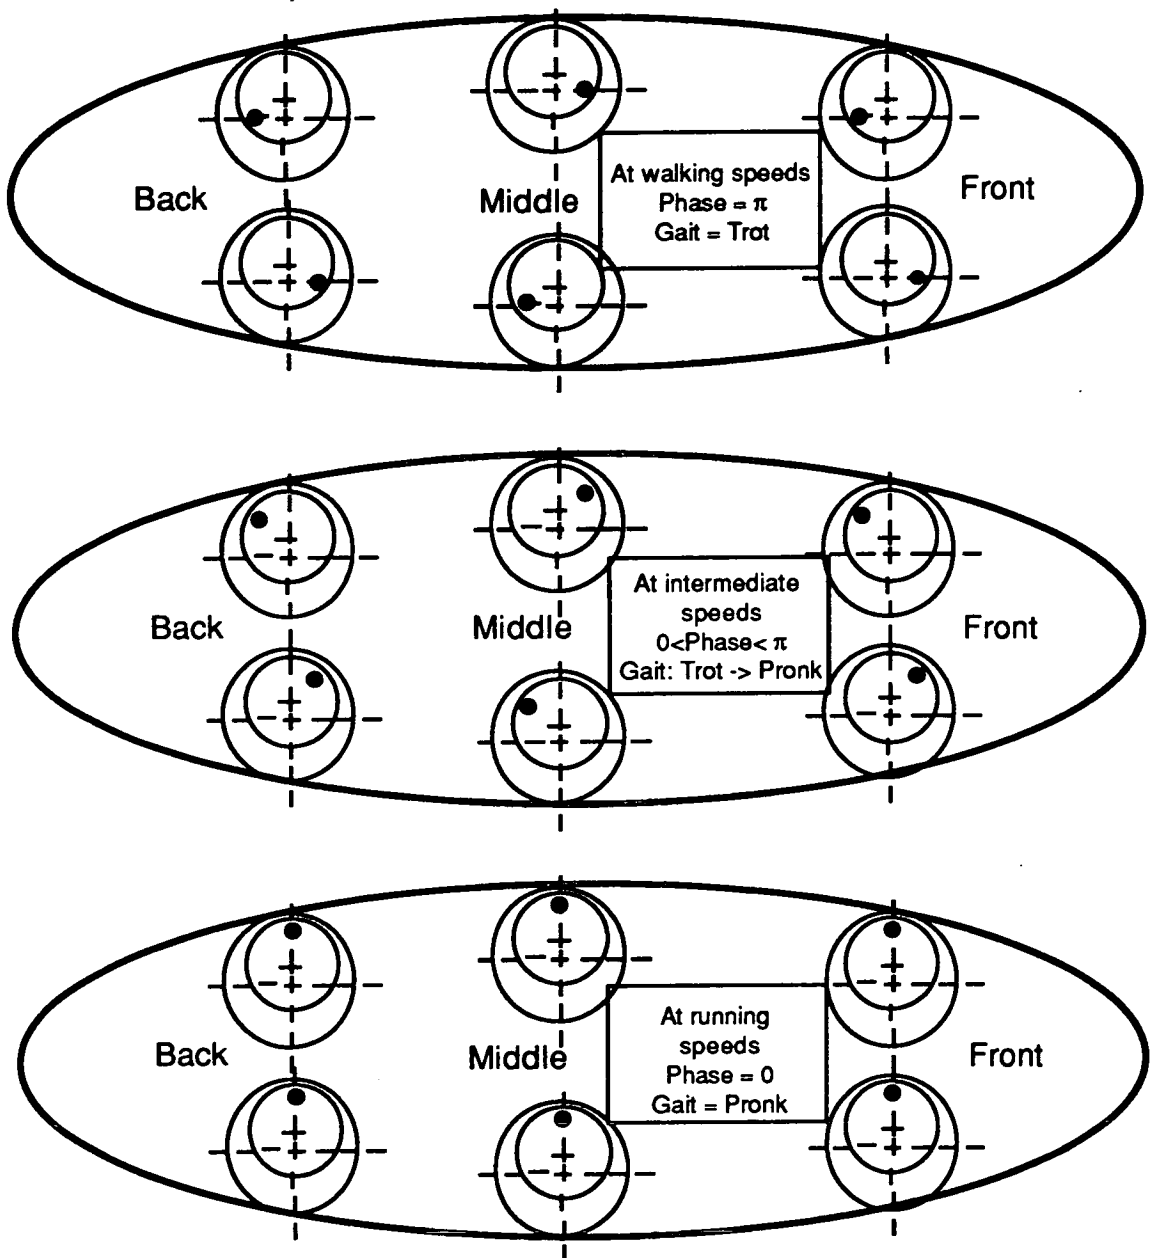 Back
Middle
At walking speeds
Phase = π
Gait = Trot
Front
Back
Middle
At intermediate
speeds
0<Phase< π
Gait: Trot -> Pronk
Front
Back
Middle
At running
speeds
Phase = 0
Gait = Pronk
Front